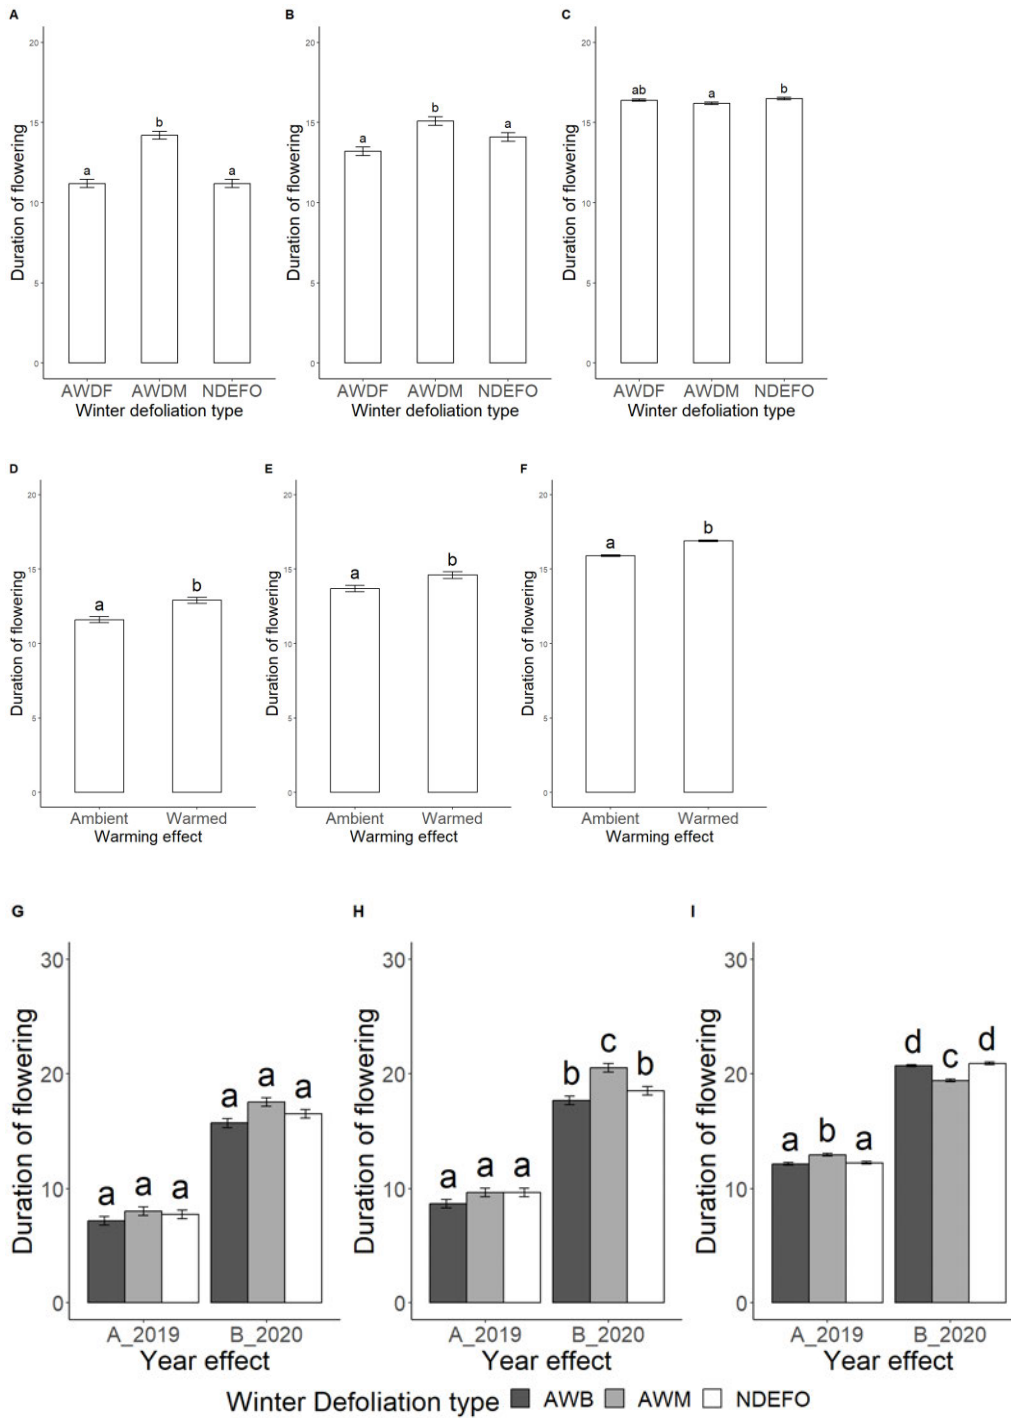 A
B
C
Duration of flowering
20
15
10
5
0
a
b
a
AWDF AWDM NDEFO
Winter defoliation type
Duration of flowering
20
15
10
5
0
a
b
a
AWDF AWDM NDEFO
Winter defoliation type
Duration of flowering
20
15
10
5
0
ab
a
b
AWDF AWDM NDEFO
Winter defoliation type
D
E
F
Duration of flowering
20
15
10
5
0
a
b
Ambient Warmed
Warming effect
Duration of flowering
20
15
10
5
0
a
b
Ambient Warmed
Warming effect
Duration of flowering
20
15
10
5
0
a
b
Ambient Warmed
Warming effect
G
H
I
Duration of flowering
30
20
10
0
a a a
a a a
A_2019 B_2020
Year effect
Duration of flowering
30
20
10
0
a a a
b c b
A_2019 B_2020
Year effect
Duration of flowering
30
20
10
0
a b a
d c d
A_2019 B_2020
Year effect
Winter Defoliation type AWB AWM NDEFO